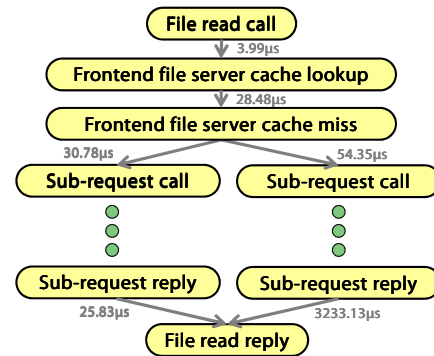 File read call
3.99µs
Frontend file server cache lookup
28.48µs
Frontend file server cache miss
30.78µs
54.35µs
Sub-request call
Sub-request call
Sub-request reply
Sub-request reply
25.83µs
3233.13µs
File read reply